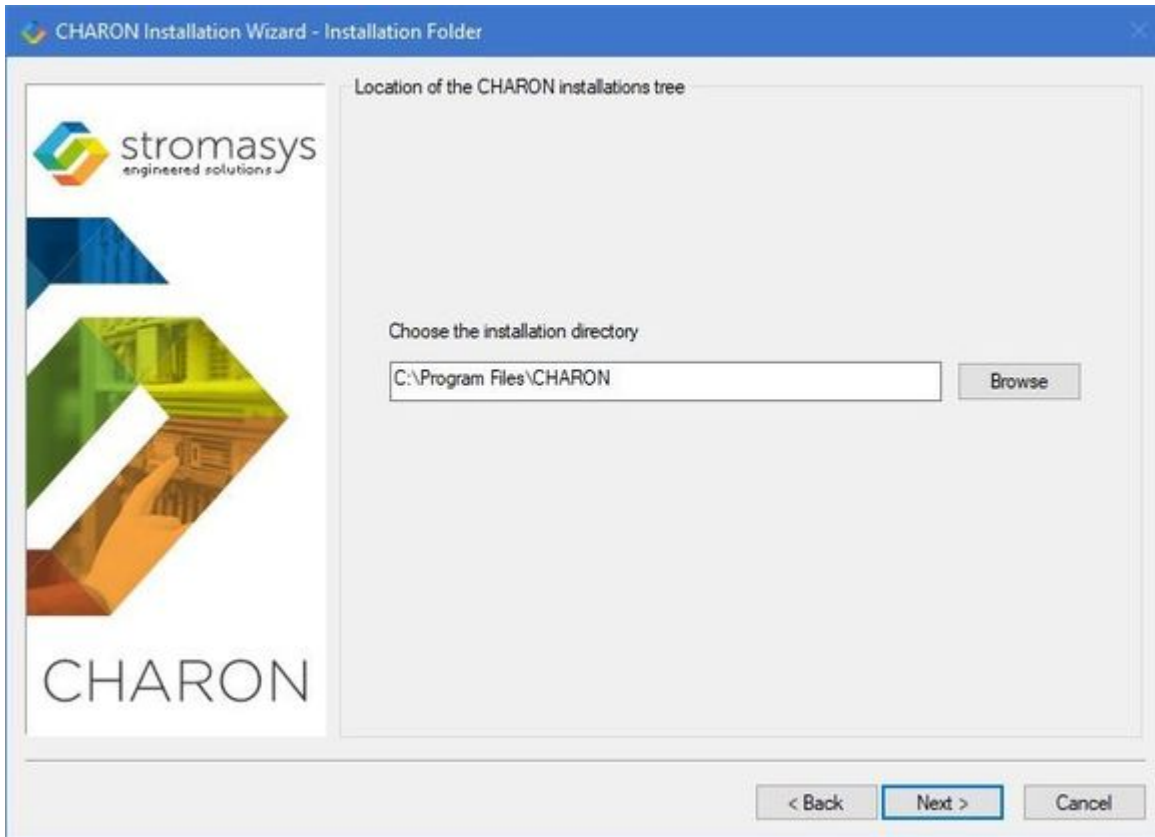 CHARON Installation Wizard - Installation Folder
stromasys
engineered solutions
CHARON
Location of the CHARON installations tree
Choose the installation directory
C:\Program Files\CHARON
Browse
< Back
Next >
Cancel